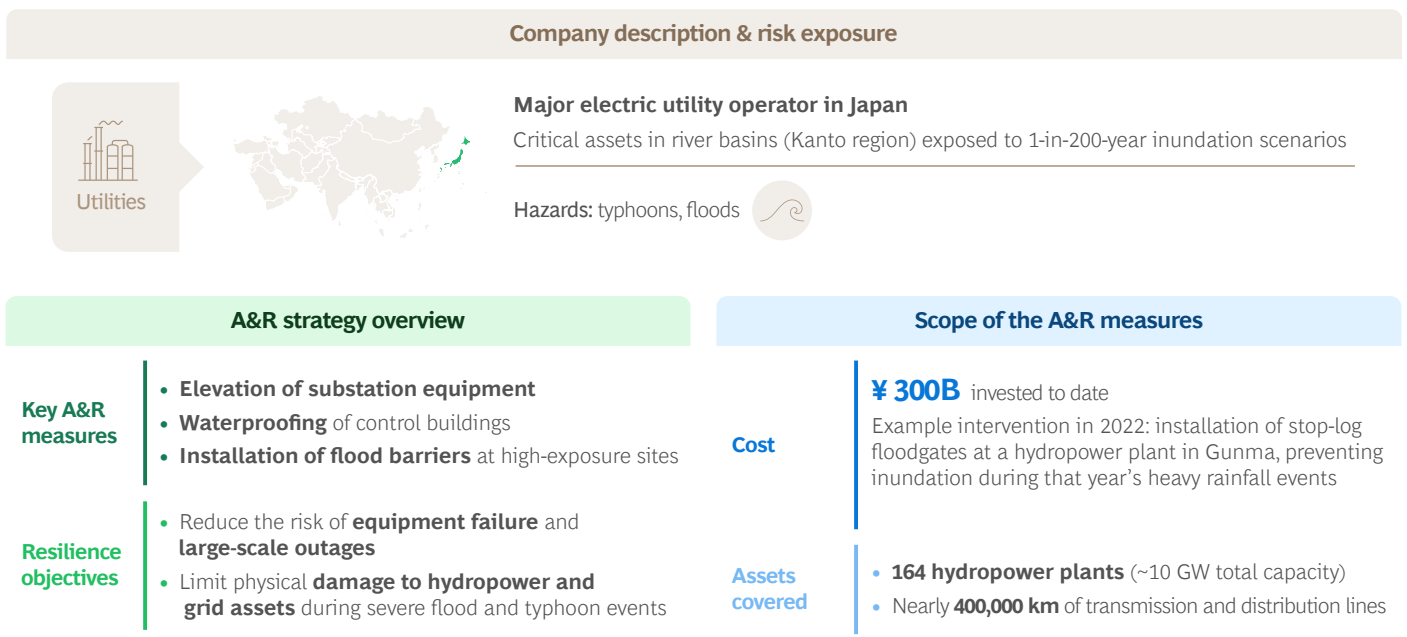 Company description & risk exposure
Utilities
Major electric utility operator in Japan
Critical assets in river basins (Kanto region) exposed to 1-in-200-year inundation scenarios
Hazards: typhoons, floods
A&R strategy overview
Key A&R
measures
• Elevation of substation equipment
• Waterproofing of control buildings
• Installation of flood barriers at high-exposure sites
Resilience
objectives
• Reduce the risk of equipment failure and
large-scale outages
• Limit physical damage to hydropower and
grid assets during severe flood and typhoon events
Scope of the A&R measures
Cost
¥ 300B invested to date
Example intervention in 2022: installation of stop-log
floodgates at a hydropower plant in Gunma, preventing
inundation during that year's heavy rainfall events
Assets
covered
• 164 hydropower plants (~10 GW total capacity)
• Nearly 400,000 km of transmission and distribution lines